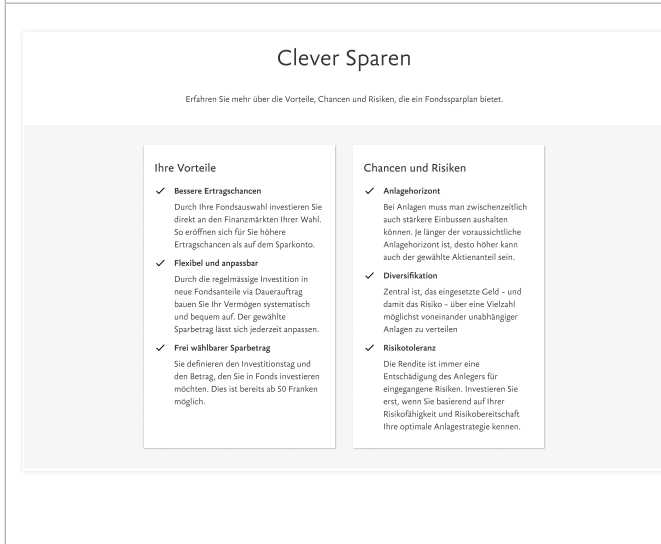 Clever Sparen
Erfahren Sie mehr über die Vorteile, Chancen und Risiken, die ein Fondssparplan bietet.
Ihre Vorteile
Bessere Ertragschancen
Durch Ihre Fondsauswahl investieren Sie
direkt an den Finanzmärkten Ihrer Wahl.
So eröffnen sich für Sie höhere
Ertragschancen als auf dem Sparkonto.
Flexibel und anpassbar
Durch die regelmässige Investition in
neue Fondsanteile via Dauerauftrag
bauen Sie Ihr Vermögen systematisch
und bequem auf. Der gewählte
Sparbetrag lässt sich jederzeit anpassen.
Frei wählbarer Sparbetrag
Sie definieren den Investitionstag und
den Betrag, den Sie in Fonds investieren
möchten. Dies ist bereits ab 50 Franken
möglich.
Chancen und Risiken
Anlagehorizont
Bei Anlagen muss man zwischenzeitlich
auch stärkere Einbussen aushalten
können. Je länger der voraussichtliche
Anlagehorizont ist, desto höher kann
auch der gewählte Aktienanteil sein.
Diversifikation
Zentral ist, das eingesetzte Geld – und
damit das Risiko – über eine Vielzahl
möglichst voneinander unabhängiger
Anlagen zu verteilen
Risikotoleranz
Die Rendite ist immer eine
Entschädigung des Anlegers für
eingegangene Risiken. Investieren Sie
erst, wenn Sie basierend auf Ihrer
Risikofähigkeit und Risikobereitschaft
Ihre optimale Anlagestrategie kennen.